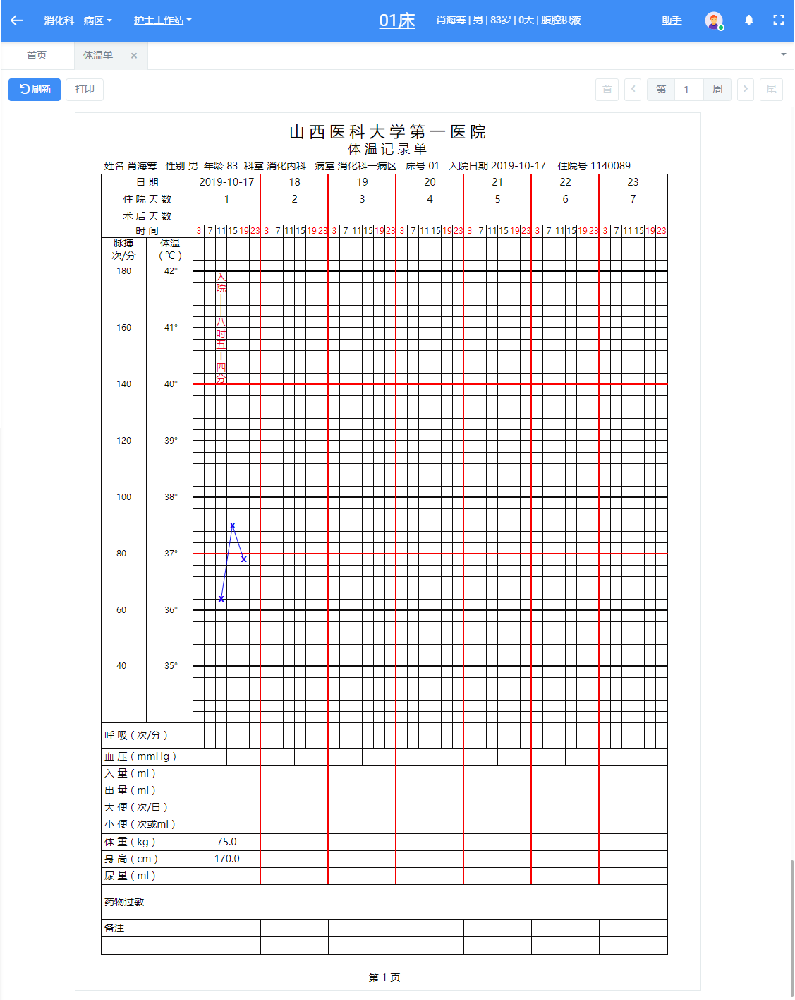 消化科一病区 护士工作站 01床 肖海筹 | 男 | 83岁 | 0天 | 腹腔积液 助手
首页 体温单 ×
刷新 打印 首 第 1 周 尾
山西医科大学第一医院
体温记录单
姓名 肖海筹 性别 男 年龄 83 科室 消化内科 病室 消化科一病区 床号 01 入院日期 2019-10-17 住院号 1140089
日期 2019-10-17 18 19 20 21 22 23
住院天数 1 2 3 4 5 6 7
术后天数
时间 3 7 11 15 19 23 3 7 11 15 19 23 3 7 11 15 19 23 3 7 11 15 19 23 3 7 11 15 19 23 3 7 11 15 19 23 3 7 11 15 19 23
脉搏 体温
次/分 (℃)
180 42°
入院——八时五十四分
160 41°
140 40°
120 39°
100 38°
80 37°
60 36°
40 35°
呼吸(次/分)
血压(mmHg)
入量(ml)
出量(ml)
大便(次/日)
小便(次或ml)
体重(kg) 75.0
身高(cm) 170.0
尿量(ml)
药物过敏
备注
第 1 页